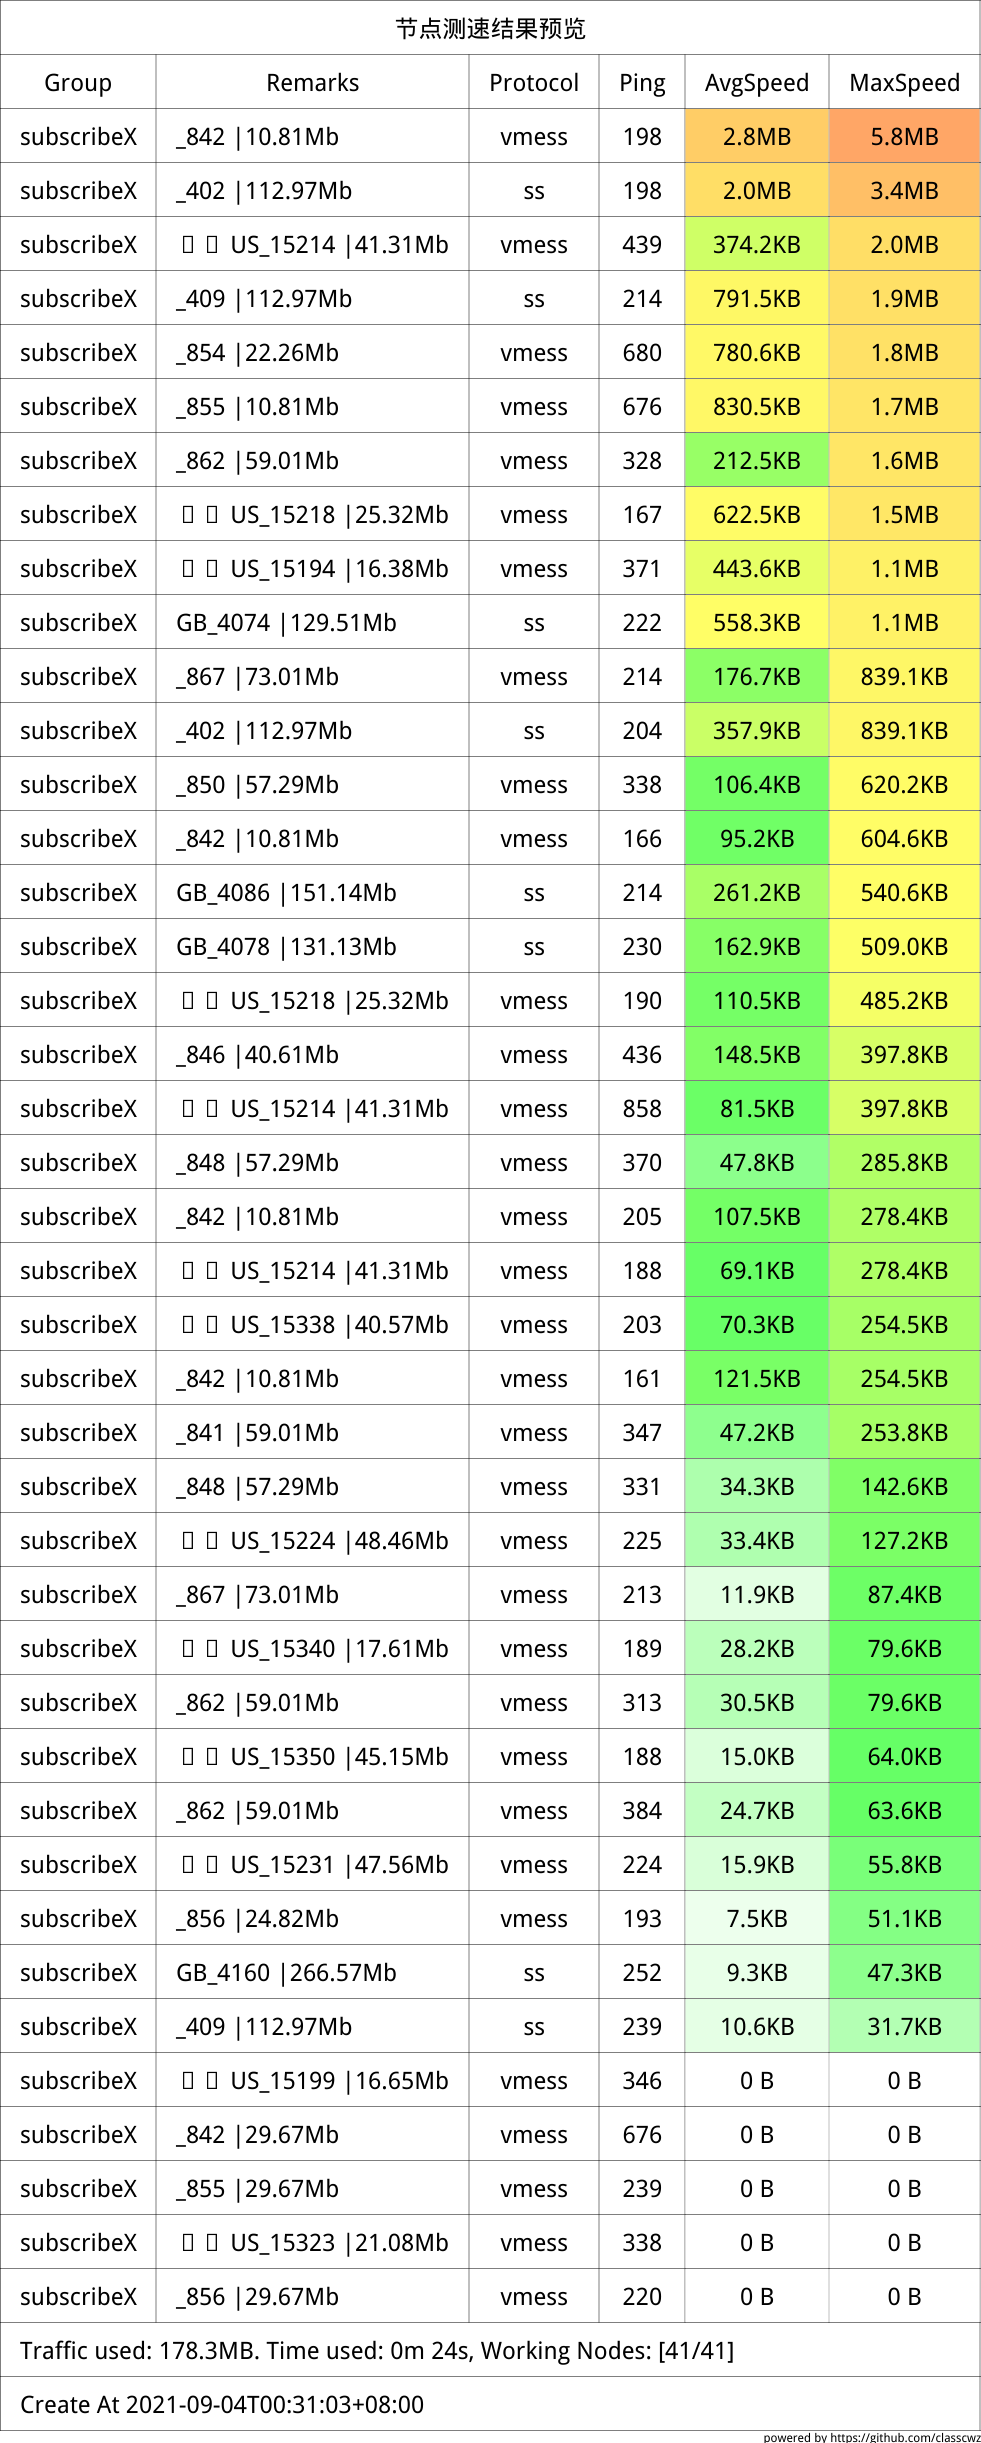 节点测速结果预览
Group Remarks Protocol Ping AvgSpeed MaxSpeed
subscribeX _842 |10.81Mb vmess 198 2.8MB 5.8MB
subscribeX _402 |112.97Mb ss 198 2.0MB 3.4MB
subscribeX US_15214 |41.31Mb vmess 439 374.2KB 2.0MB
subscribeX _409 |112.97Mb ss 214 791.5KB 1.9MB
subscribeX _854 |22.26Mb vmess 680 780.6KB 1.8MB
subscribeX _855 |10.81Mb vmess 676 830.5KB 1.7MB
subscribeX _862 |59.01Mb vmess 328 212.5KB 1.6MB
subscribeX US_15218 |25.32Mb vmess 167 622.5KB 1.5MB
subscribeX US_15194 |16.38Mb vmess 371 443.6KB 1.1MB
subscribeX GB_4074 |129.51Mb ss 222 558.3KB 1.1MB
subscribeX _867 |73.01Mb vmess 214 176.7KB 839.1KB
subscribeX _402 |112.97Mb ss 204 357.9KB 839.1KB
subscribeX _850 |57.29Mb vmess 338 106.4KB 620.2KB
subscribeX _842 |10.81Mb vmess 166 95.2KB 604.6KB
subscribeX GB_4086 |151.14Mb ss 214 261.2KB 540.6KB
subscribeX GB_4078 |131.13Mb ss 230 162.9KB 509.0KB
subscribeX US_15218 |25.32Mb vmess 190 110.5KB 485.2KB
subscribeX _846 |40.61Mb vmess 436 148.5KB 397.8KB
subscribeX US_15214 |41.31Mb vmess 858 81.5KB 397.8KB
subscribeX _848 |57.29Mb vmess 370 47.8KB 285.8KB
subscribeX _842 |10.81Mb vmess 205 107.5KB 278.4KB
subscribeX US_15214 |41.31Mb vmess 188 69.1KB 278.4KB
subscribeX US_15338 |40.57Mb vmess 203 70.3KB 254.5KB
subscribeX _842 |10.81Mb vmess 161 121.5KB 254.5KB
subscribeX _841 |59.01Mb vmess 347 47.2KB 253.8KB
subscribeX _848 |57.29Mb vmess 331 34.3KB 142.6KB
subscribeX US_15224 |48.46Mb vmess 225 33.4KB 127.2KB
subscribeX _867 |73.01Mb vmess 213 11.9KB 87.4KB
subscribeX US_15340 |17.61Mb vmess 189 28.2KB 79.6KB
subscribeX _862 |59.01Mb vmess 313 30.5KB 79.6KB
subscribeX US_15350 |45.15Mb vmess 188 15.0KB 64.0KB
subscribeX _862 |59.01Mb vmess 384 24.7KB 63.6KB
subscribeX US_15231 |47.56Mb vmess 224 15.9KB 55.8KB
subscribeX _856 |24.82Mb vmess 193 7.5KB 51.1KB
subscribeX GB_4160 |266.57Mb ss 252 9.3KB 47.3KB
subscribeX _409 |112.97Mb ss 239 10.6KB 31.7KB
subscribeX US_15199 |16.65Mb vmess 346 0 B 0 B
subscribeX _842 |29.67Mb vmess 676 0 B 0 B
subscribeX _855 |29.67Mb vmess 239 0 B 0 B
subscribeX US_15323 |21.08Mb vmess 338 0 B 0 B
subscribeX _856 |29.67Mb vmess 220 0 B 0 B
Traffic used: 178.3MB. Time used: 0m 24s, Working Nodes: [41/41]
Create At 2021-09-04T00:31:03+08:00
powered by https://github.com/classcwz